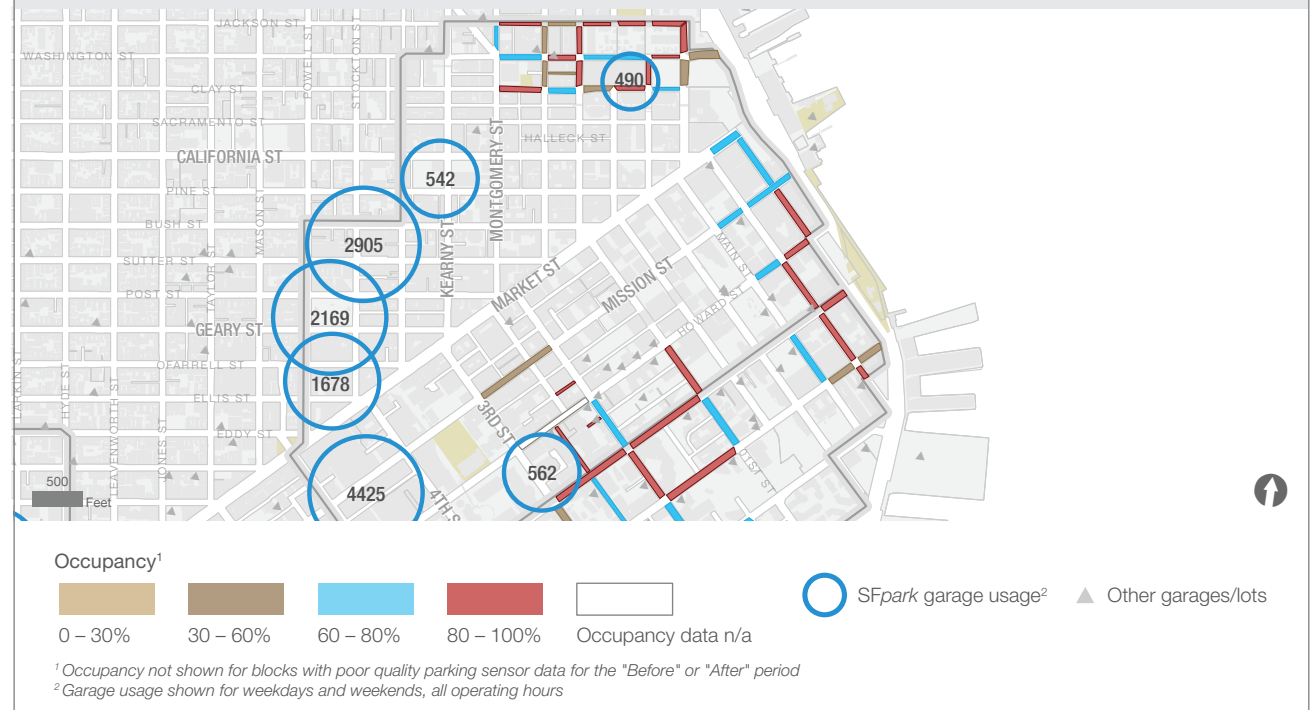 JACKSON ST
WASHINGTON ST
POWELL ST
STOCKTON ST
CLAY ST
490
SACRAMENTO ST
HALLECK ST
MONTGOMERY ST
CALIFORNIA ST
542
PINE ST
MASON ST
BUSH ST
2905
KEARNY ST
MAIN ST
SUTTER ST
TAYLOR ST
MARKET ST
MISSION ST
POST ST
2169
HOWARD ST
GEARY ST
OFARRELL ST
LARKIN ST
HYDE ST
1678
ELLIS ST
LEAVENWORTH ST
JONES ST
3RD ST
EDDY ST
562
01ST ST
500
Feet
4425
4TH S
Occupancy1
0 – 30%
30 – 60%
60 – 80%
80 – 100%
Occupancy data n/a
SFpark garage usage2
Other garages/lots
1 Occupancy not shown for blocks with poor quality parking sensor data for the "Before" or "After" period
2 Garage usage shown for weekdays and weekends, all operating hours